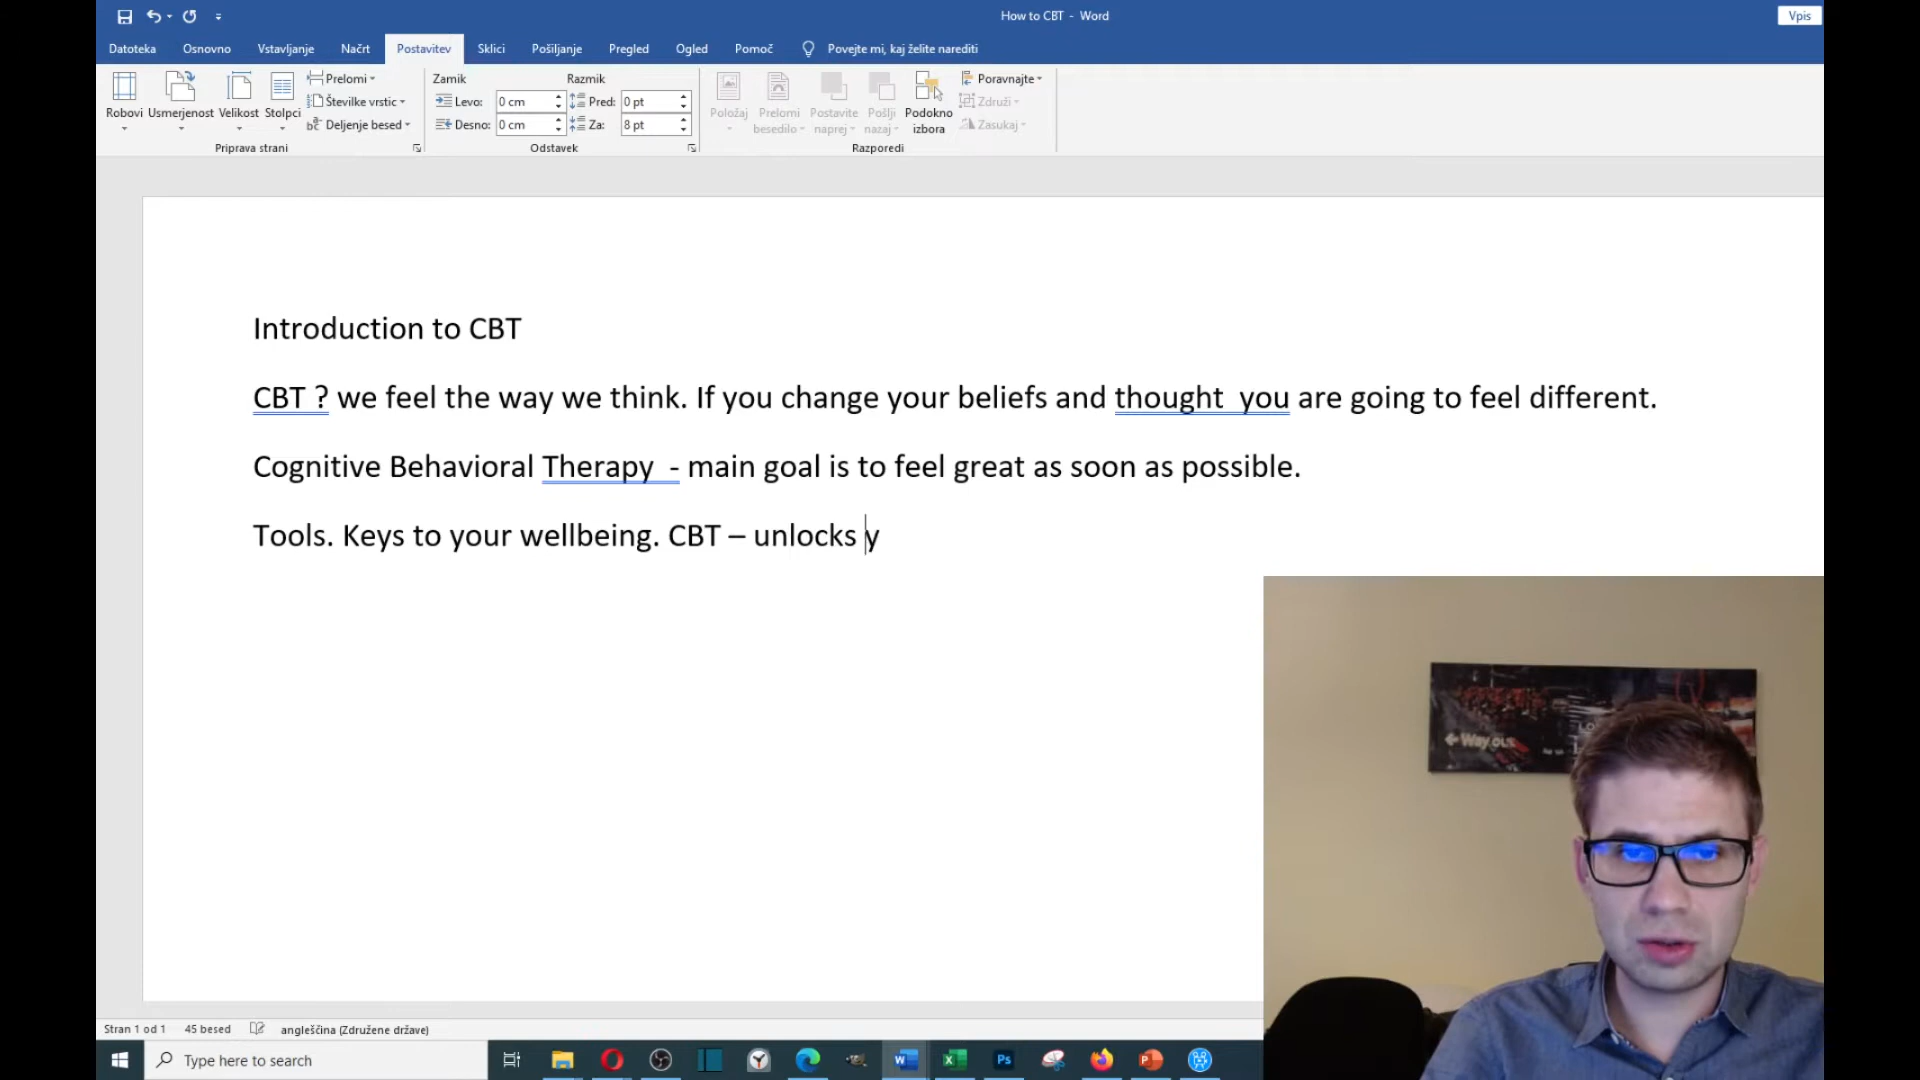 How to CBT - Word
Vpis
Datoteka Osnovno Vstavljanje Načrt Postavitev Sklici Pošiljanje Pregled Ogled Pomoč Povejte mi, kaj želite narediti
Robovi Usmerjenost Velikost Stolpci
Prelomi
Številke vrstic
Deljenje besed
Priprava strani
Zamik Razmik
Levo: 0 cm Pred: 0 pt
Desno: 0 cm Za: 8 pt
Odstavek
Položaj Prelomi besedilo Postavite naprej Pošlji nazaj Podokno izbora
Poravnajte
Združi
Zasukaj
Razporedi
Introduction to CBT
CBT ? we feel the way we think. If you change your beliefs and thought  you are going to feel different.
Cognitive Behavioral Therapy  - main goal is to feel great as soon as possible.
Tools. Keys to your wellbeing. CBT – unlocks y
← Way out
Stran 1 od 1 45 besed angleščina (Združene države)
Type here to search